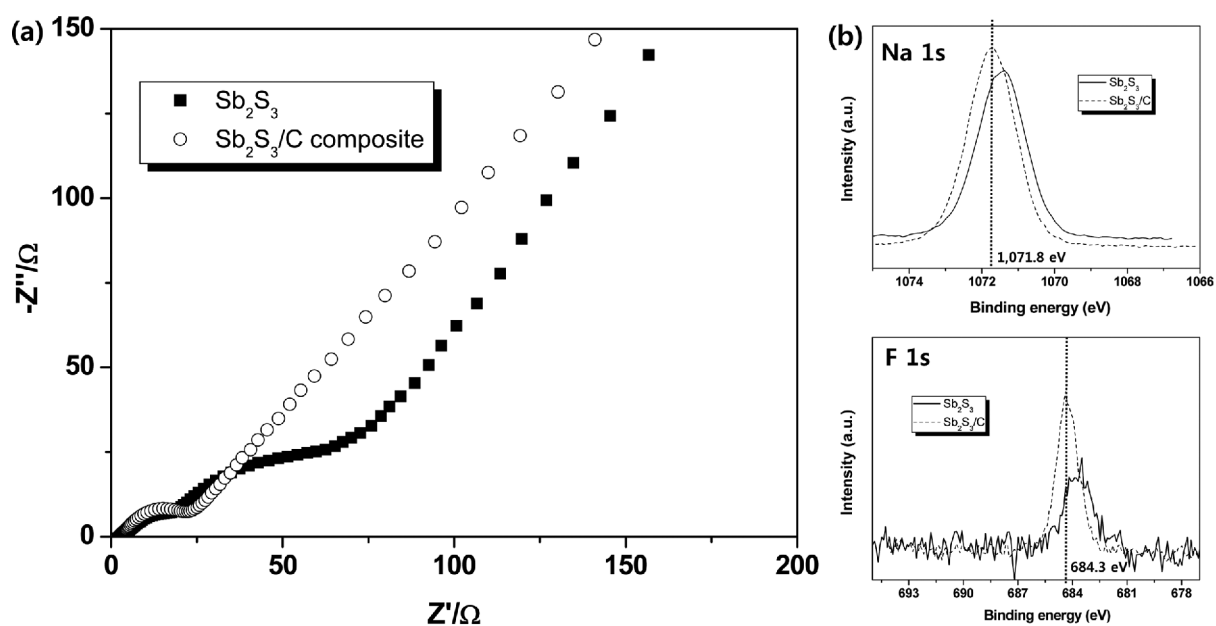 (a)
150
100
50
0
-Z''/Ω
Sb2S3
Sb2S3/C composite
0 50 100 150 200
Z'/Ω
(b)
Na 1s
Sb2S3
Sb2S3/C
Intensity (a.u.)
1,071.8 eV
1074 1072 1070 1068 1066
Binding energy (eV)
F 1s
Sb2S3
Sb2S3/C
Intensity (a.u.)
684.3 eV
693 690 687 684 681 678
Binding energy (eV)